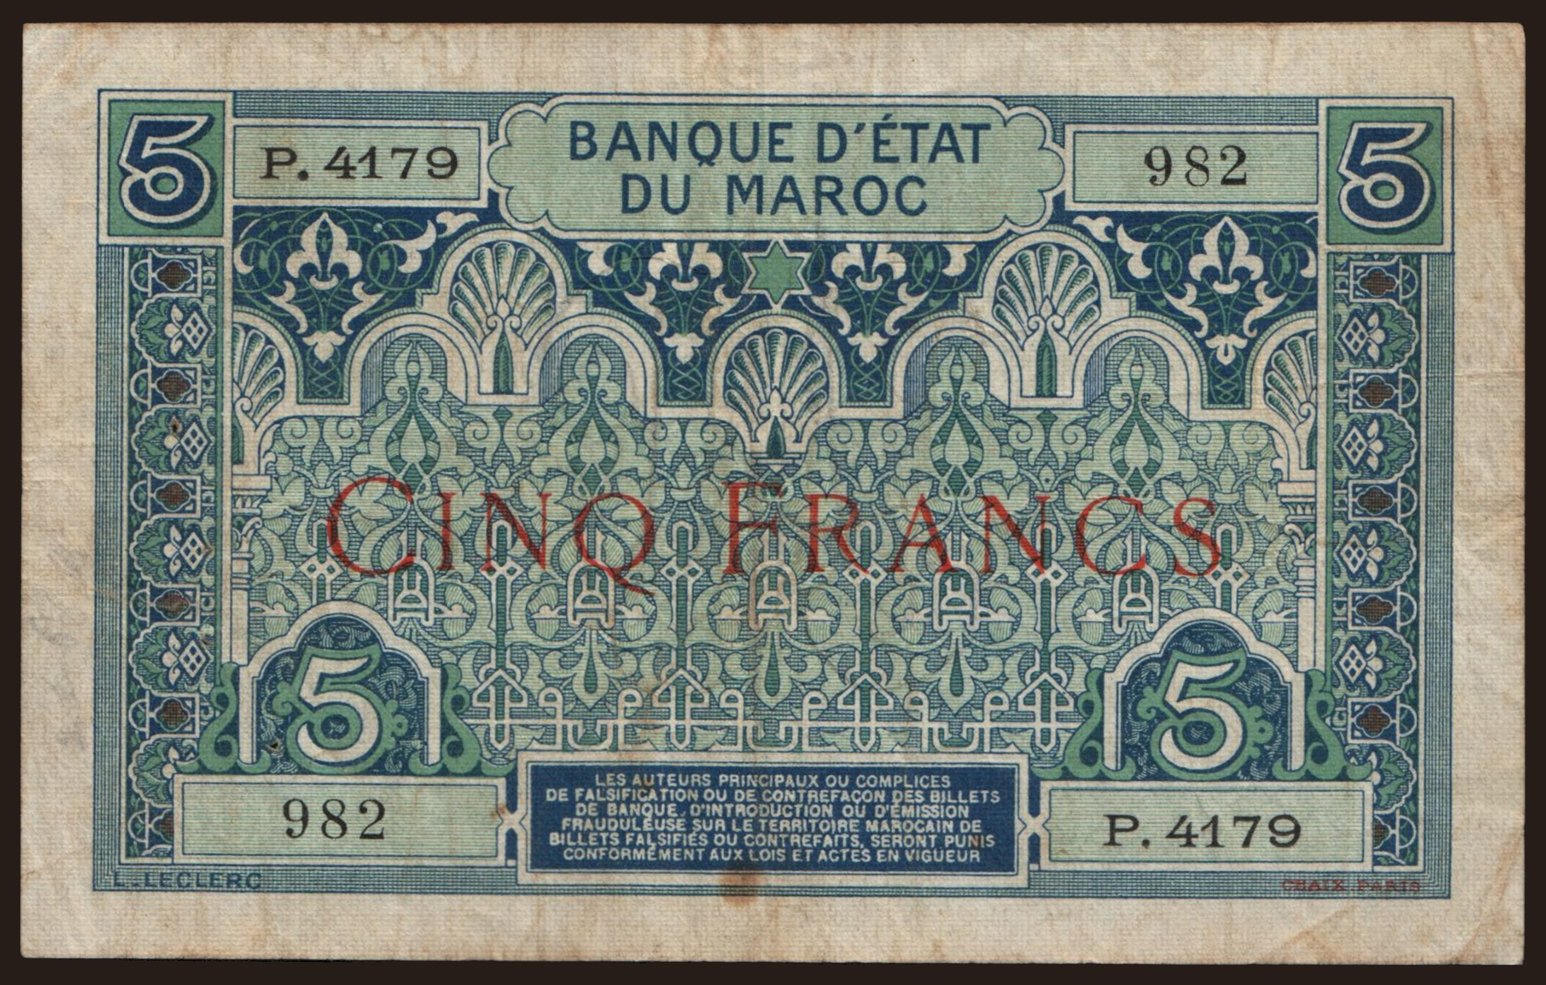 5
P. 4179
BANQUE D'ÉTAT
DU MAROC
982
5
CINQ FRANCS
5
5
982
LES AUTEURS PRINCIPAUX OU COMPLICES
DE FALSIFICATION OU DE CONTREFAÇON DES BILLETS
DE BANQUE, D'INTRODUCTION OU D'ÉMISSION
FRAUDULEUSE SUR LE TERRITOIRE MAROCAIN DE
BILLETS FALSIFIÉS OU CONTREFAITS, SERONT PUNIS
CONFORMÉMENT AUX LOIS ET ACTES EN VIGUEUR
P. 4179
L. LECLERC
CHAIX. PARIS